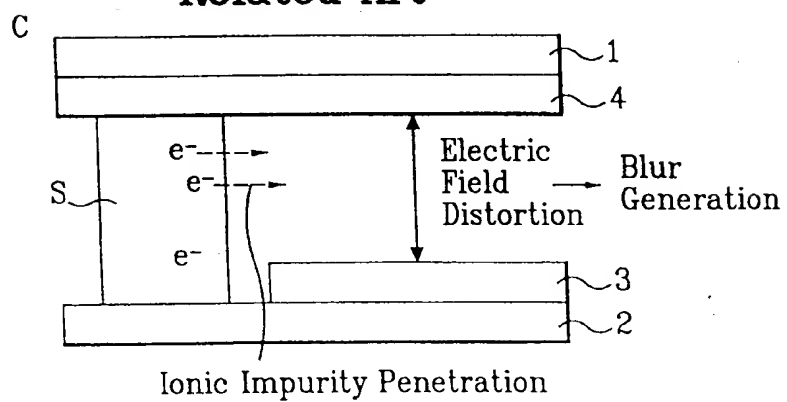 C
1
4
e-
e-
S
e-
Electric
Field
Distortion
Blur
Generation
3
2
Ionic Impurity Penetration